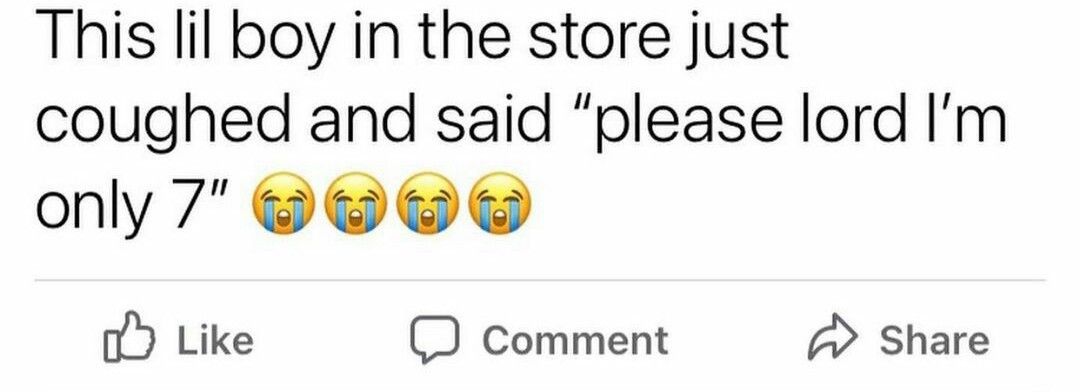 This lil boy in the store just
coughed and said “please lord I’m
only 7” 😭😭😭😭
Like
Comment
Share